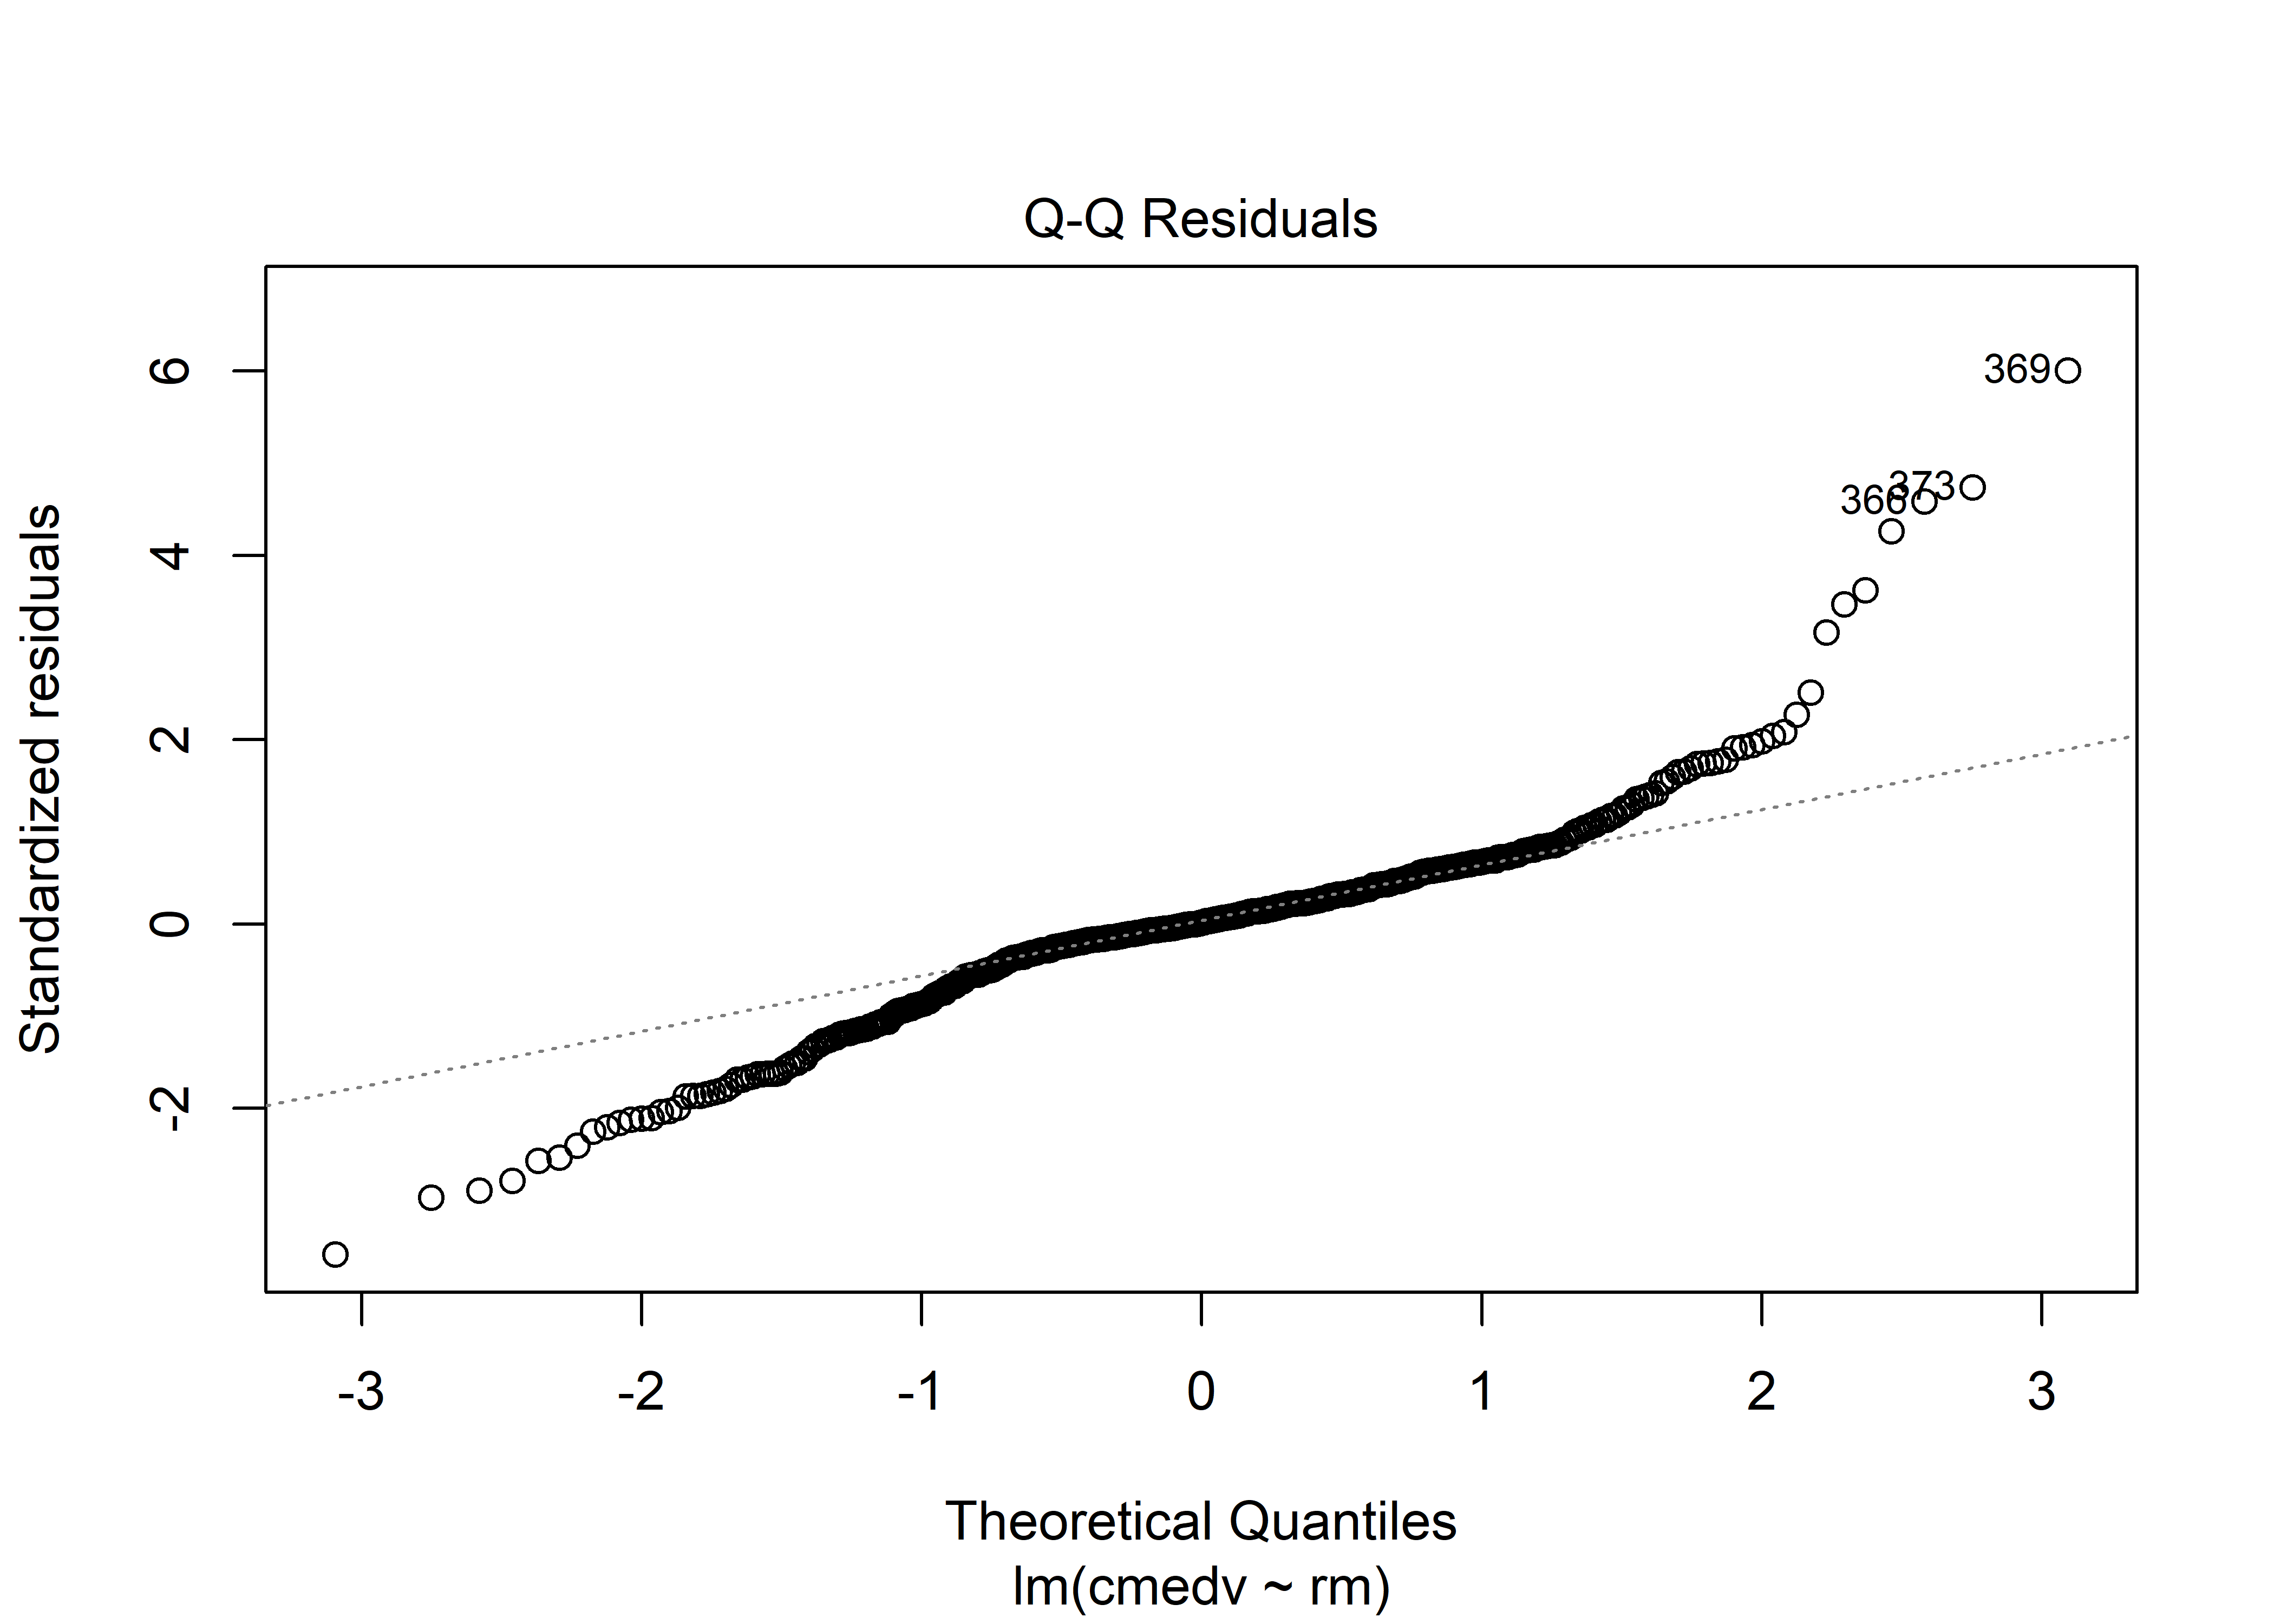 Q-Q Residuals
Standardized residuals
6
4
2
0
-2
369
373
366
-3 -2 -1 0 1 2 3
Theoretical Quantiles
lm(cmedv ~ rm)